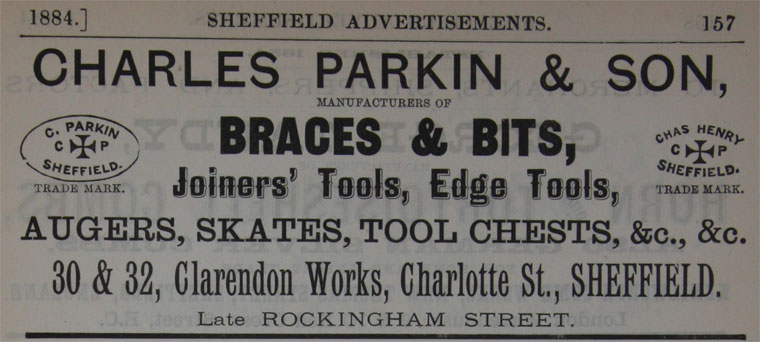 1884.] SHEFFIELD ADVERTISEMENTS. 157
CHARLES PARKIN & SON,
MANUFACTURERS OF
BRACES & BITS,
C. PARKIN
C P
SHEFFIELD.
TRADE MARK.
CHAS HENRY
C P
SHEFFIELD.
TRADE MARK.
Joiners' Tools, Edge Tools,
AUGERS, SKATES, TOOL CHESTS, &c., &c.
30 & 32, Clarendon Works, Charlotte St., SHEFFIELD.
Late ROCKINGHAM STREET.